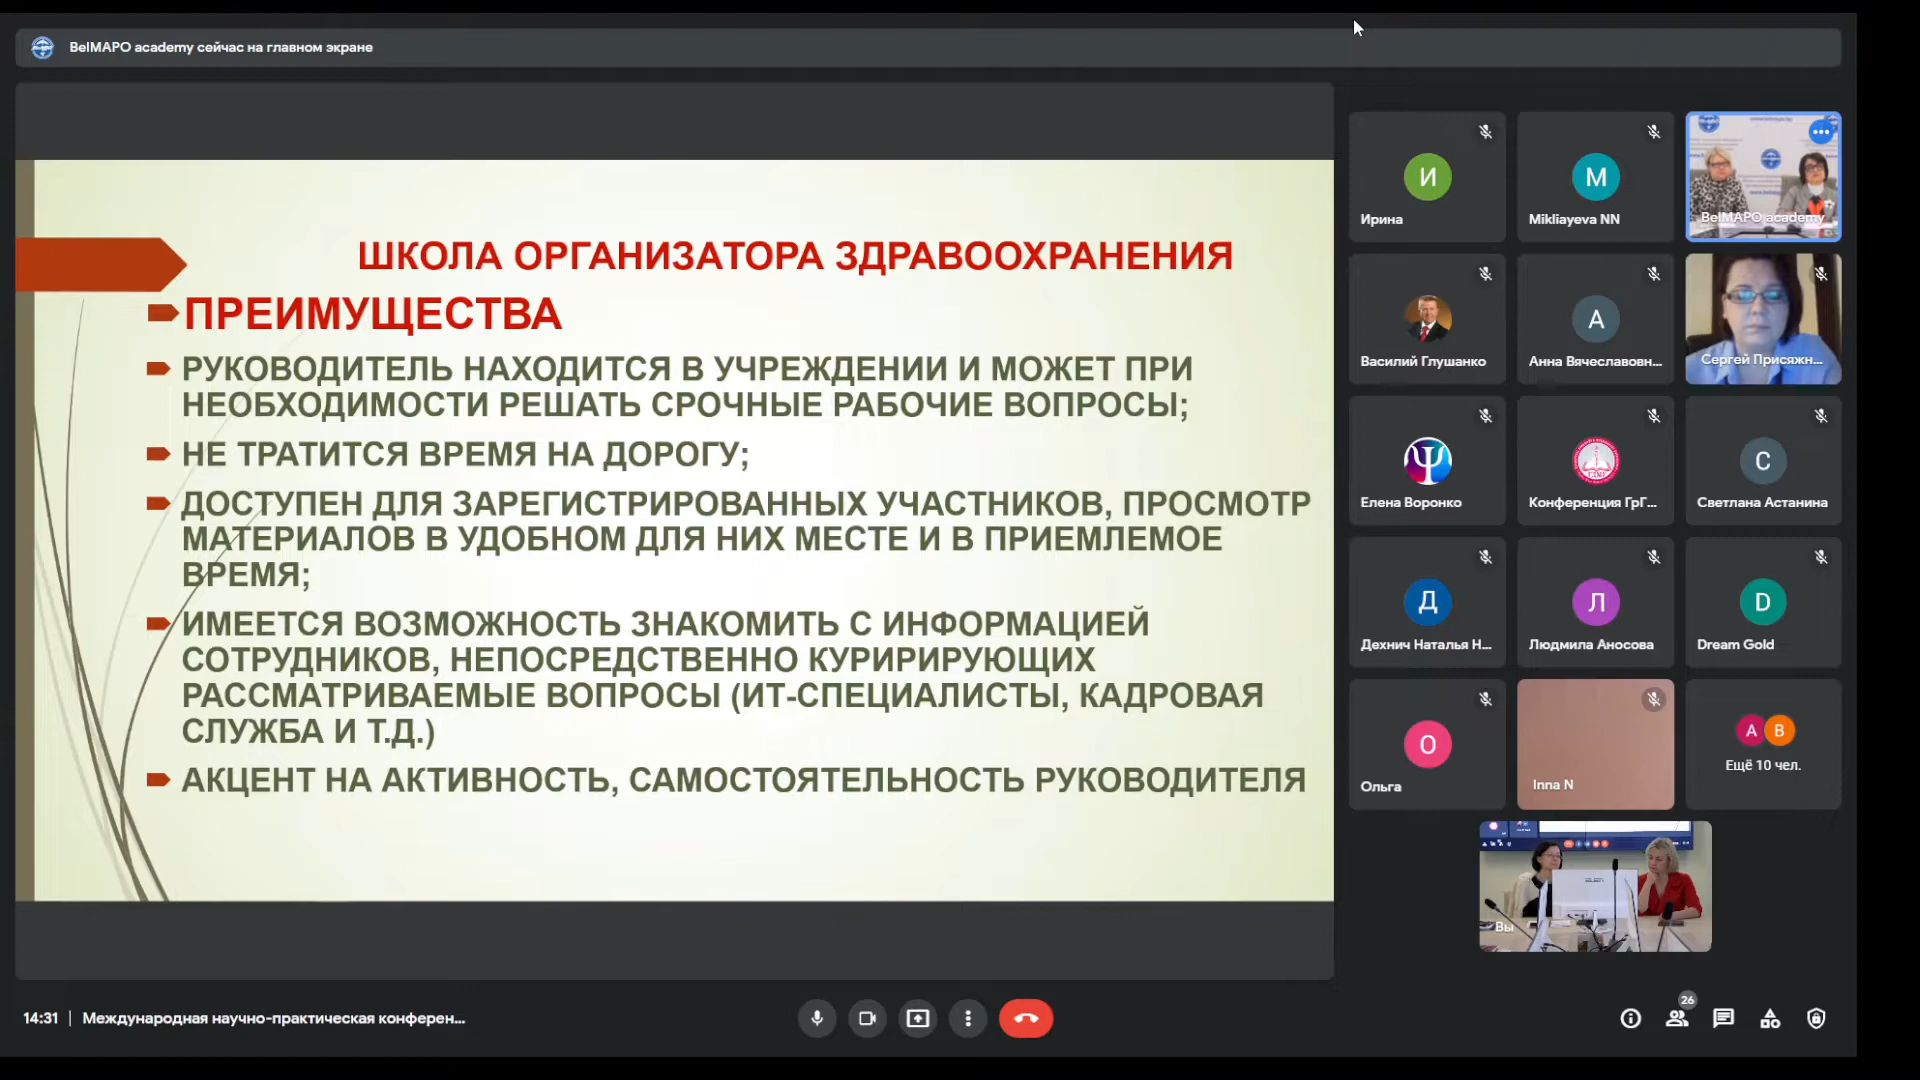 BelMAPO academy сейчас на главном экране
ШКОЛА ОРГАНИЗАТОРА ЗДРАВООХРАНЕНИЯ
ПРЕИМУЩЕСТВА
РУКОВОДИТЕЛЬ НАХОДИТСЯ В УЧРЕЖДЕНИИ И МОЖЕТ ПРИ
НЕОБХОДИМОСТИ РЕШАТЬ СРОЧНЫЕ РАБОЧИЕ ВОПРОСЫ;
НЕ ТРАТИТСЯ ВРЕМЯ НА ДОРОГУ;
ДОСТУПЕН ДЛЯ ЗАРЕГИСТРИРОВАННЫХ УЧАСТНИКОВ, ПРОСМОТР
МАТЕРИАЛОВ В УДОБНОМ ДЛЯ НИХ МЕСТЕ И В ПРИЕМЛЕМОЕ
ВРЕМЯ;
ИМЕЕТСЯ ВОЗМОЖНОСТЬ ЗНАКОМИТЬ С ИНФОРМАЦИЕЙ
СОТРУДНИКОВ, НЕПОСРЕДСТВЕННО КУРИРИРУЮЩИХ
РАССМАТРИВАЕМЫЕ ВОПРОСЫ (ИТ-СПЕЦИАЛИСТЫ, КАДРОВАЯ
СЛУЖБА И Т.Д.)
АКЦЕНТ НА АКТИВНОСТЬ, САМОСТОЯТЕЛЬНОСТЬ РУКОВОДИТЕЛЯ
И
Ирина
M
Mikliayeva NN
BelMAPO academy
Василий Глушанко
А
Анна Вячеславовн...
Сергей Присяжн...
Ψ
Елена Воронко
Конференция ГрГ...
С
Светлана Астанина
Д
Дехнич Наталья Н...
Л
Людмила Аносова
D
Dream Gold
О
Ольга
Inna N
A B
Ещё 10 чел.
Вы
14:31 | Международная научно-практическая конферен...
26